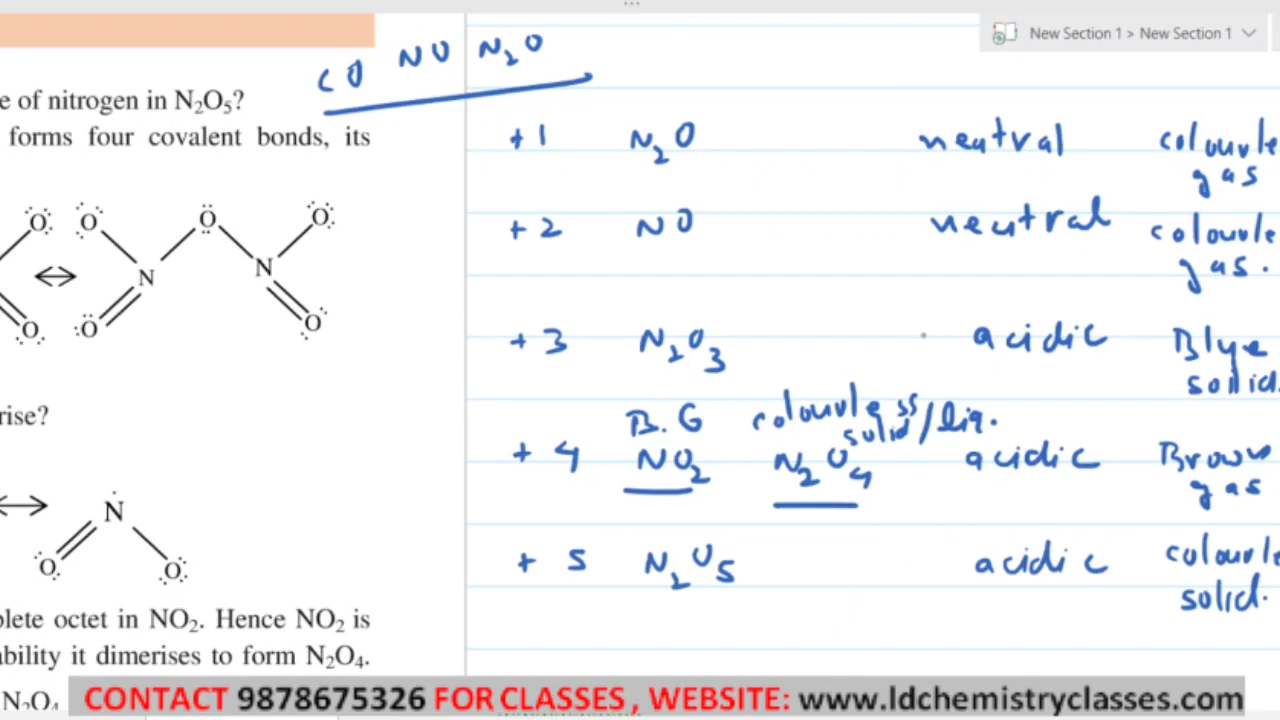 New Section 1 > New Section 1
CO NO N₂O
e of nitrogen in N₂O₅?
forms four covalent bonds, its
O O O O
N N
O O O
rise?
N
O O
plete octet in NO₂. Hence NO₂ is
ability it dimerises to form N₂O₄.
N₂O₄
+1 N₂O neutral colourle
gas
+2 NO neutral colourle
gas.
+3 N₂O₃ acidic Blye
solid.
B.G colourless
solid/liq.
+4 NO₂ N₂O₄ acidic Brown
gas
+5 N₂O₅ acidic colourle
solid.
CONTACT 9878675326 FOR CLASSES , WEBSITE: www.ldchemistryclasses.com